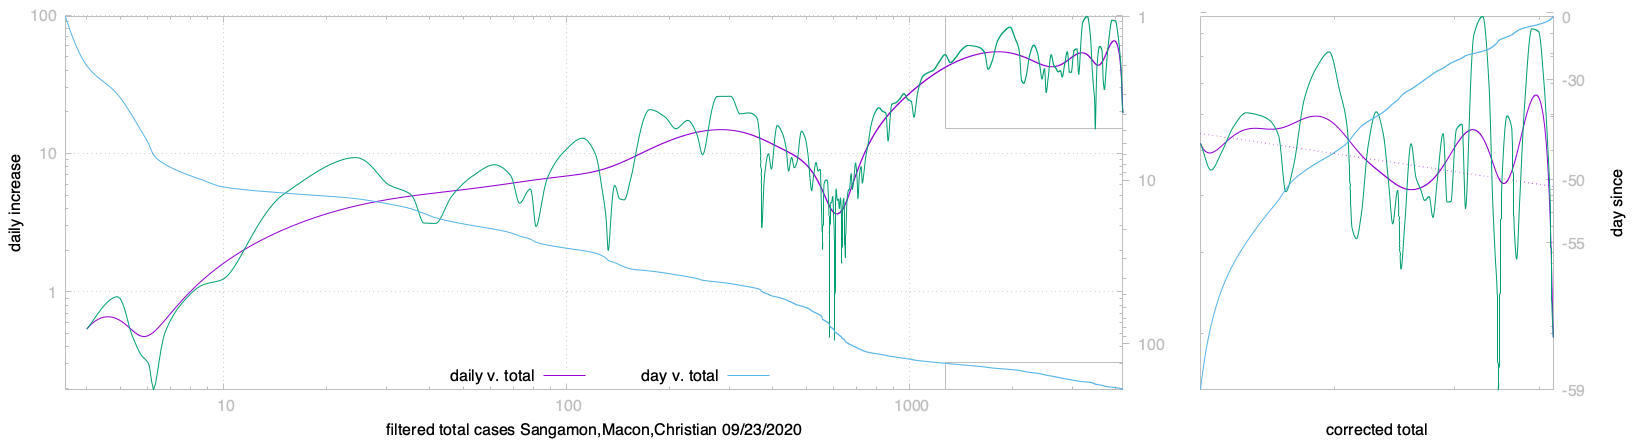 100
10
1
daily increase
10
100
1000
1
10
100
daily v. total
day v. total
filtered total cases Sangamon,Macon,Christian 09/23/2020
0
-30
-50
-55
-59
day since
corrected total